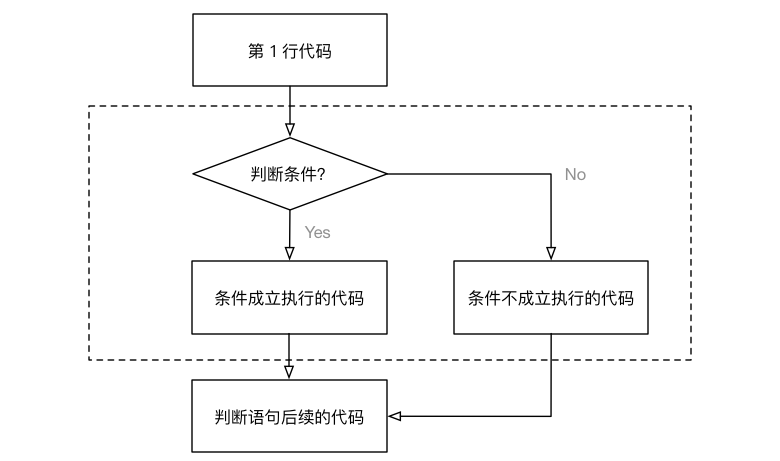 第 1 行代码
判断条件?
No
Yes
条件成立执行的代码
条件不成立执行的代码
判断语句后续的代码